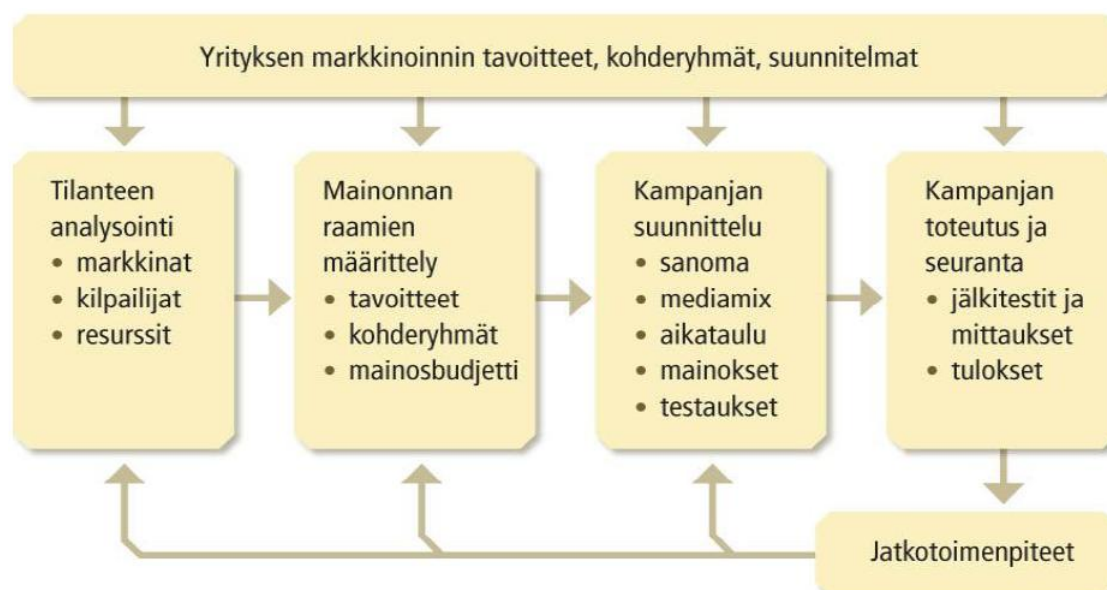 Yrityksen markkinoinnin tavoitteet, kohderyhmät, suunnitelmat
Tilanteen
analysointi
• markkinat
• kilpailijat
• resurssit
Mainonnan
raamien
määrittely
• tavoitteet
• kohderyhmät
• mainosbudjetti
Kampanjan
suunnittelu
• sanoma
• mediamix
• aikataulu
• mainokset
• testaukset
Kampanjan
toteutus ja
seuranta
• jälkitestit ja
mittaukset
• tulokset
Jatkotoimenpiteet